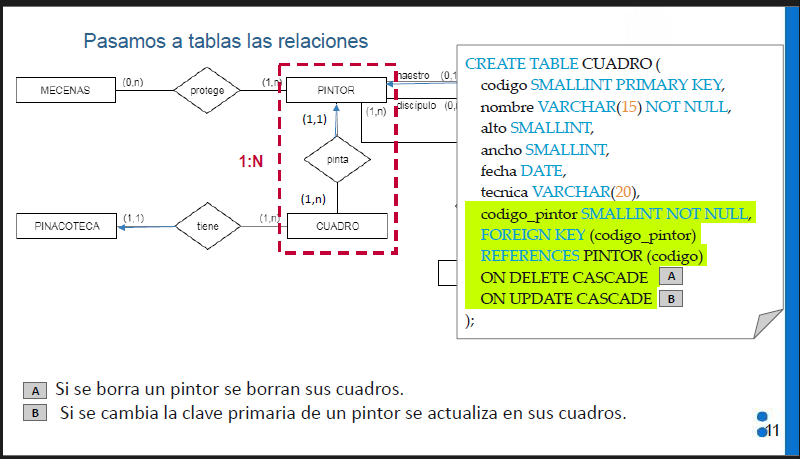 Pasamos a tablas las relaciones
MECENAS
(0,n)
protege
(1,n)
PINTOR
maestro
(0,1
discípulo
(0,
(1,n)
(1,1)
1:N
pinta
(1,n)
PINACOTECA
(1,1)
tiene
(1,n)
CUADRO
CREATE TABLE CUADRO (
codigo SMALLINT PRIMARY KEY,
nombre VARCHAR(15) NOT NULL,
alto SMALLINT,
ancho SMALLINT,
fecha DATE,
tecnica VARCHAR(20),
codigo_pintor SMALLINT NOT NULL,
FOREIGN KEY (codigo_pintor)
REFERENCES PINTOR (codigo)
ON DELETE CASCADE A
ON UPDATE CASCADE B
);
A Si se borra un pintor se borran sus cuadros.
B Si se cambia la clave primaria de un pintor se actualiza en sus cuadros.
11